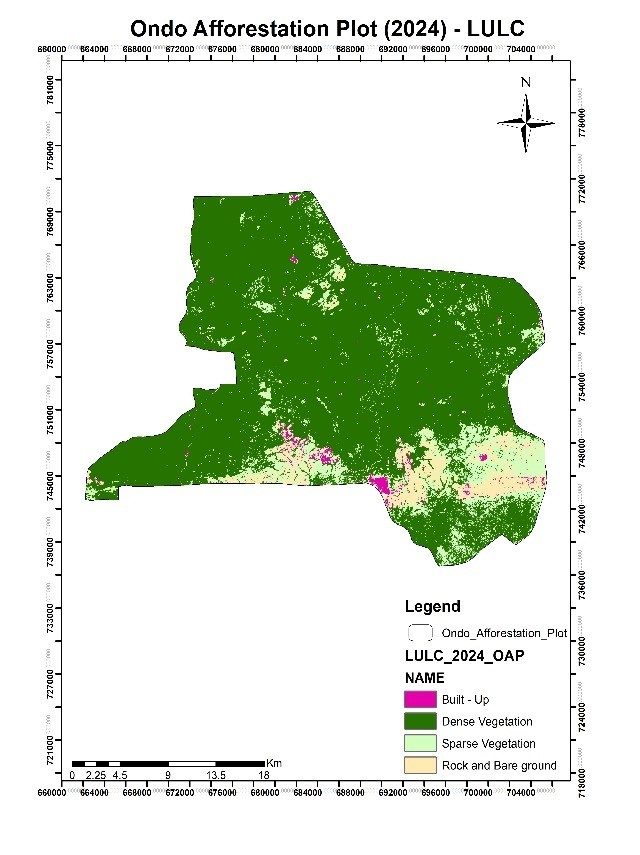 Ondo Afforestation Plot (2024) - LULC
660000 664000 668000 672000 676000 680000 684000 688000 692000 696000 700000 704000
N
781000
775000
769000
763000
757000
751000
745000
739000
733000
727000
721000
778000
772000
766000
760000
754000
748000
742000
736000
730000
724000
718000
Legend
Ondo_Afforestation_Plot
LULC_2024_OAP
NAME
Built - Up
Dense Vegetation
Sparse Vegetation
Rock and Bare ground
Km
0 2.25 4.5 9 13.5 18
660000 664000 668000 672000 676000 680000 684000 688000 692000 696000 700000 704000